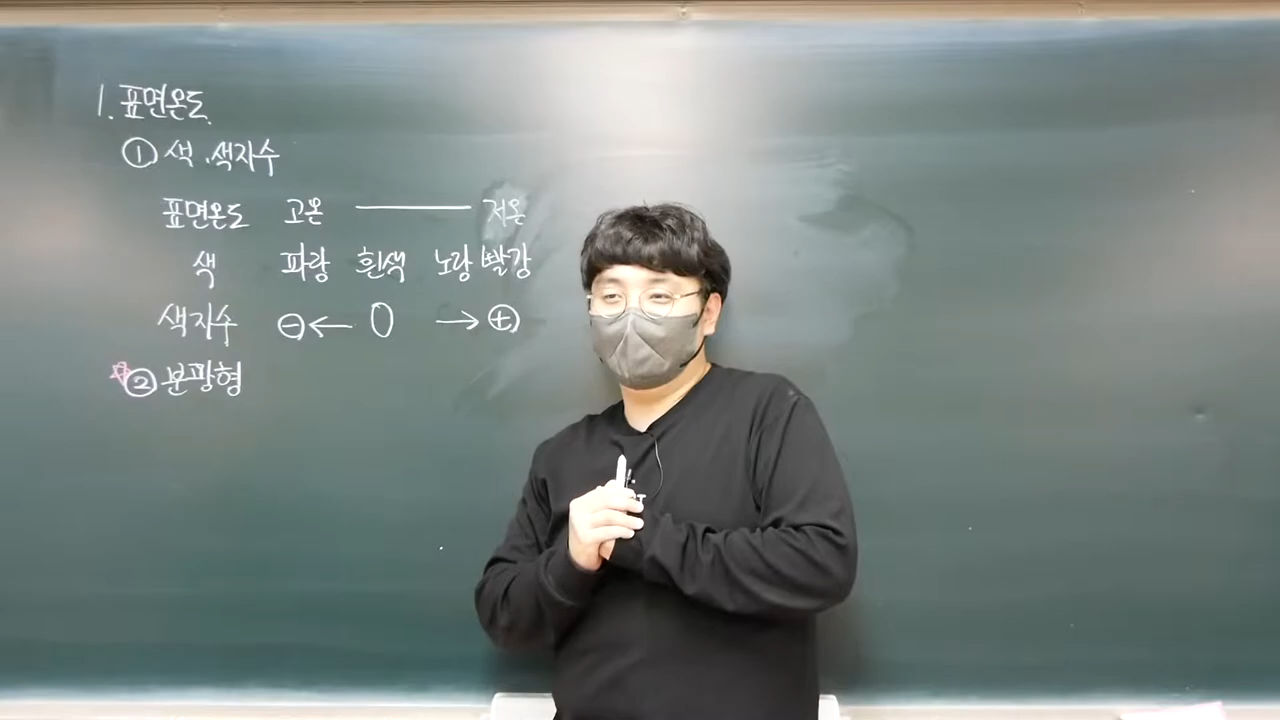 1. 표면온도
① 색.색지수
표면온도 고온 ── 저온
색 파랑 흰색 노랑 빨강
색지수 ⊖← 0 →⊕
☆② 분광형